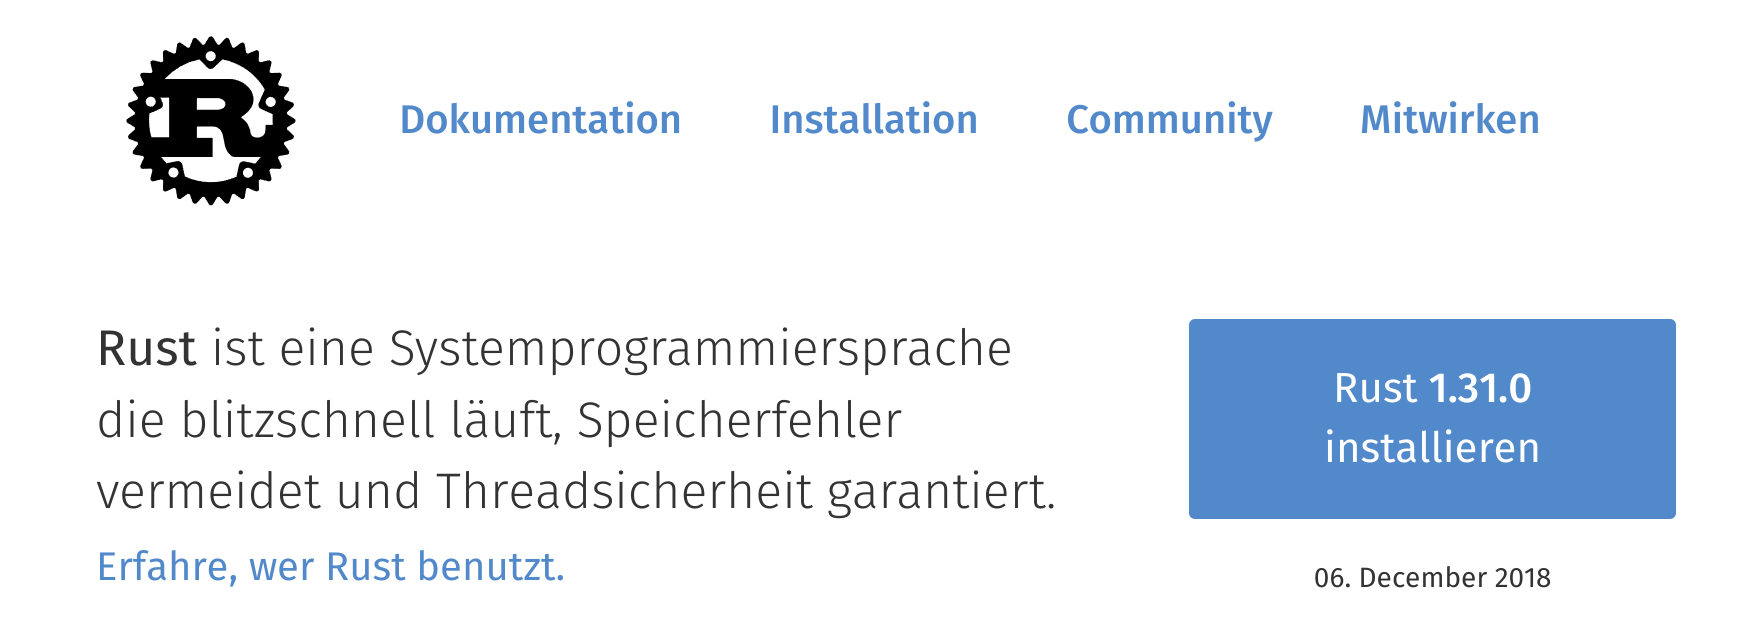 R
Dokumentation Installation Community Mitwirken
Rust ist eine Systemprogrammiersprache
die blitzschnell läuft, Speicherfehler
vermeidet und Threadsicherheit garantiert.
Erfahre, wer Rust benutzt.
Rust 1.31.0
installieren
06. December 2018